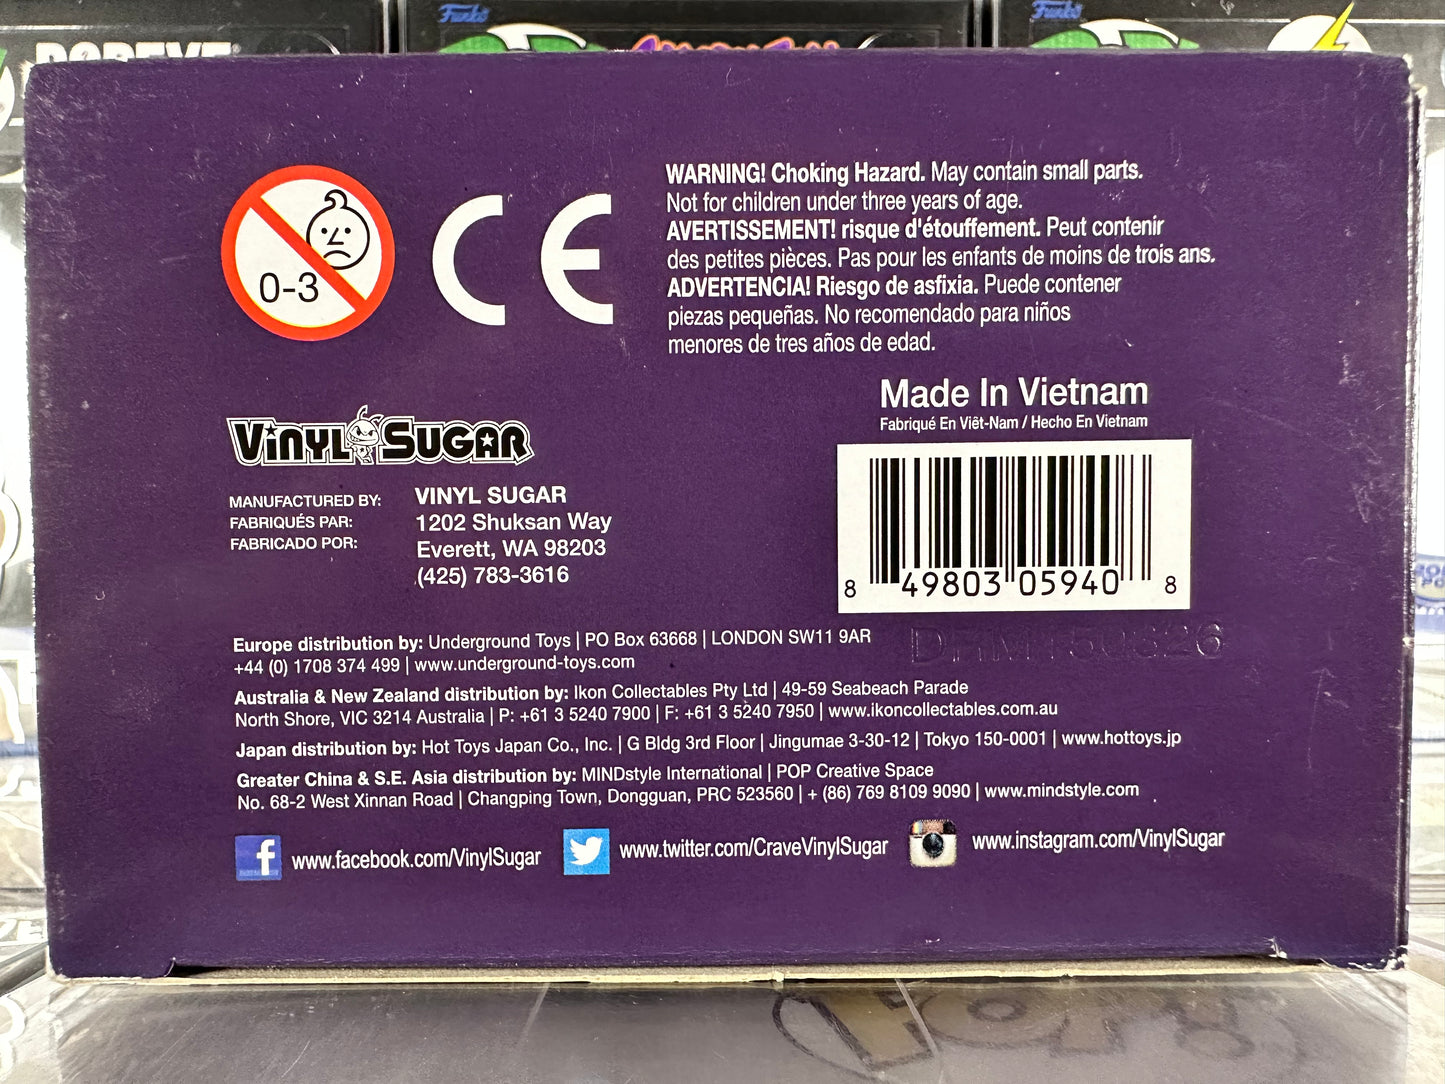 Funko
Funko
POPEYE
WARNING! Choking Hazard. May contain small parts.
Not for children under three years of age.
AVERTISSEMENT! risque d'étouffement. Peut contenir
des petites pièces. Pas pour les enfants de moins de trois ans.
ADVERTENCIA! Riesgo de asfixia. Puede contener
piezas pequeñas. No recomendado para niños
menores de tres años de edad.
0-3
CE
Made In Vietnam
Fabriqué En Viêt-Nam / Hecho En Vietnam
VINYL SUGAR
MANUFACTURED BY: VINYL SUGAR
FABRIQUÉS PAR: 1202 Shuksan Way
FABRICADO POR: Everett, WA 98203
(425) 783-3616
8 49803 05940 8
Europe distribution by: Underground Toys | PO Box 63668 | LONDON SW11 9AR
+44 (0) 1708 374 499 | www.underground-toys.com
Australia & New Zealand distribution by: Ikon Collectables Pty Ltd | 49-59 Seabeach Parade
North Shore, VIC 3214 Australia | P: +61 3 5240 7900 | F: +61 3 5240 7950 | www.ikoncollectables.com.au
Japan distribution by: Hot Toys Japan Co., Inc. | G Bldg 3rd Floor | Jingumae 3-30-12 | Tokyo 150-0001 | www.hottoys.jp
Greater China & S.E. Asia distribution by: MINDstyle International | POP Creative Space
No. 68-2 West Xinnan Road | Changping Town, Dongguan, PRC 523560 | + (86) 769 8109 9090 | www.mindstyle.com
f www.facebook.com/VinylSugar
www.twitter.com/CraveVinylSugar
www.instagram.com/VinylSugar